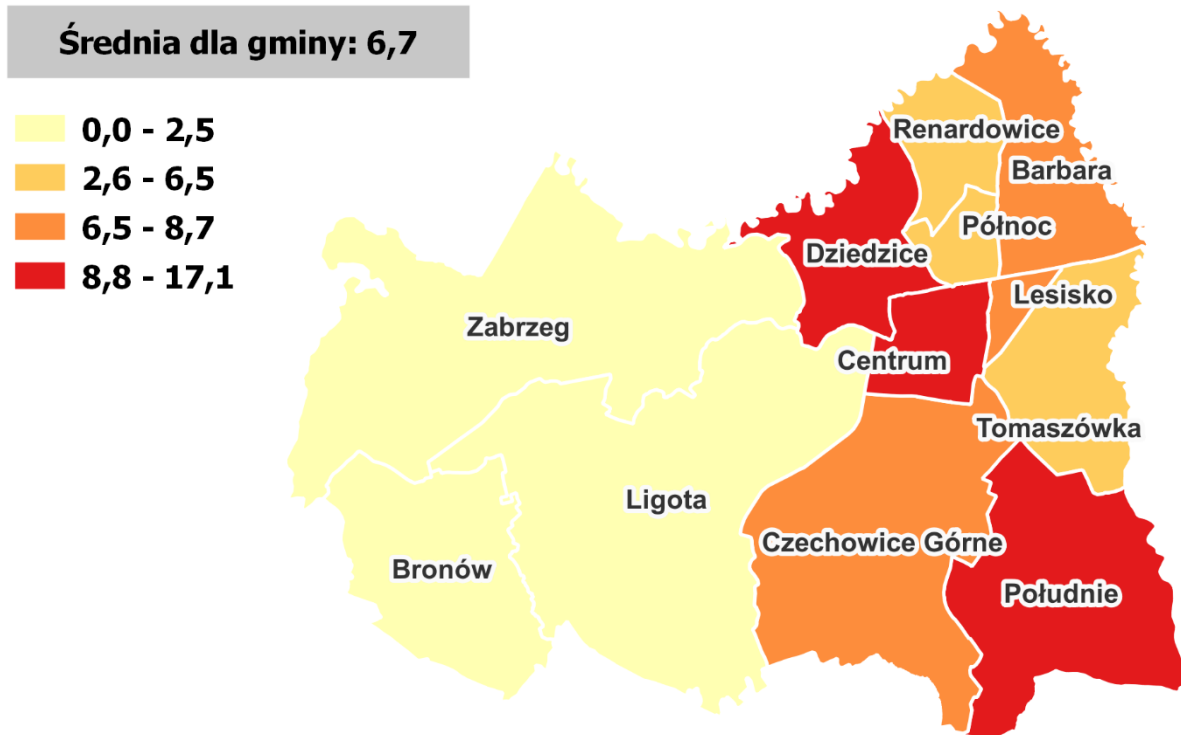 Średnia dla gminy: 6,7
0,0 - 2,5
2,6 - 6,5
6,5 - 8,7
8,8 - 17,1
Renardowice
Barbara
Północ
Dziedzice
Lesisko
Zabrzeg
Centrum
Tomaszówka
Ligota
Czechowice Górne
Bronów
Południe